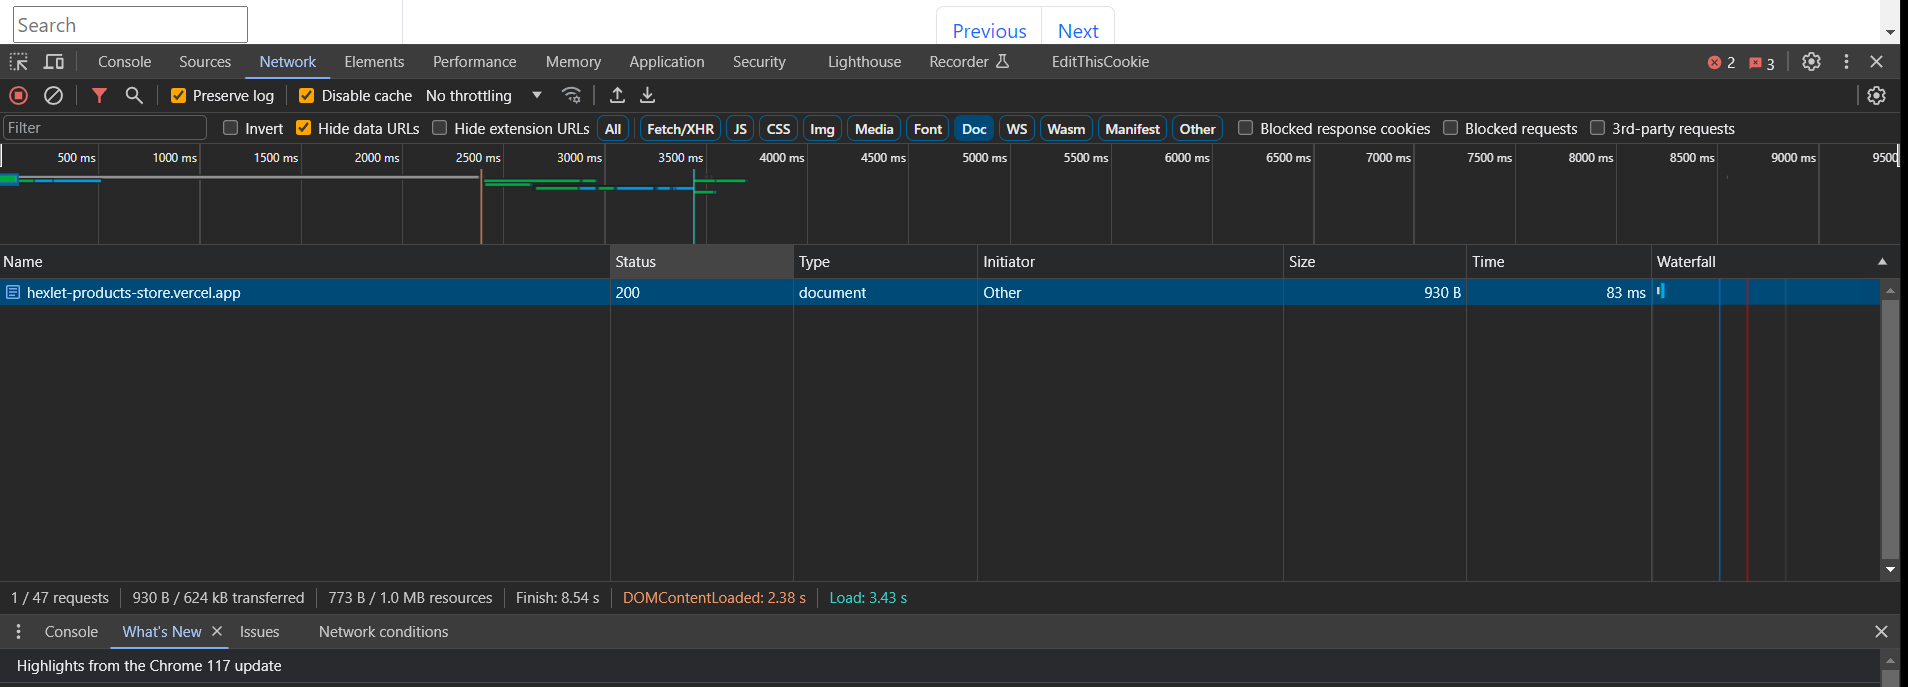 Search
Previous Next
Console Sources Network Elements Performance Memory Application Security Lighthouse Recorder EditThisCookie 2 3
Preserve log Disable cache No throttling
Filter Invert Hide data URLs Hide extension URLs All Fetch/XHR JS CSS Img Media Font Doc WS Wasm Manifest Other Blocked response cookies Blocked requests 3rd-party requests
500 ms 1000 ms 1500 ms 2000 ms 2500 ms 3000 ms 3500 ms 4000 ms 4500 ms 5000 ms 5500 ms 6000 ms 6500 ms 7000 ms 7500 ms 8000 ms 8500 ms 9000 ms 9500
Name Status Type Initiator Size Time Waterfall
hexlet-products-store.vercel.app 200 document Other 930 B 83 ms
1 / 47 requests 930 B / 624 kB transferred 773 B / 1.0 MB resources Finish: 8.54 s DOMContentLoaded: 2.38 s Load: 3.43 s
Console What's New Issues Network conditions
Highlights from the Chrome 117 update